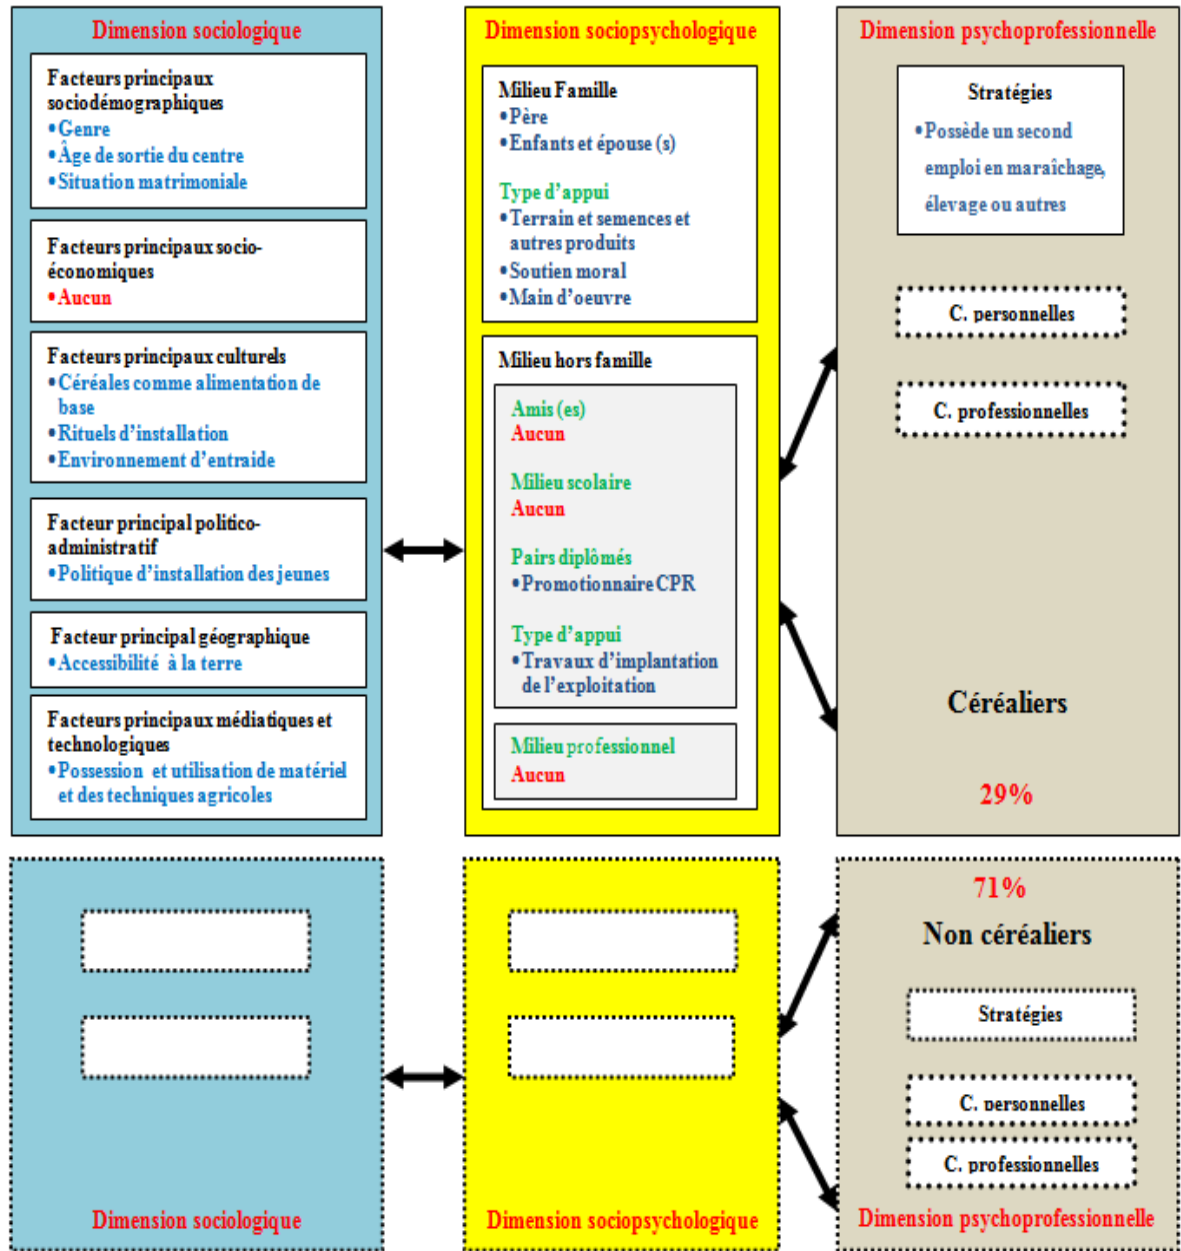 Dimension sociologique
Facteurs principaux
sociodémographiques
•Genre
•Âge de sortie du centre
•Situation matrimoniale
Facteurs principaux socio-
économiques
•Aucun
Facteurs principaux culturels
•Céréales comme alimentation de
base
•Rituels d'installation
•Environnement d'entraide
Facteur principal politico-
administratif
•Politique d'installation des jeunes
Facteur principal géographique
•Accessibilité à la terre
Facteurs principaux médiatiques et
technologiques
•Possession et utilisation de matériel
et des techniques agricoles
Dimension sociopsychologique
Milieu Famille
•Père
•Enfants et épouse (s)
Type d'appui
•Terrain et semences et
autres produits
•Soutien moral
•Main d'oeuvre
Milieu hors famille
Amis (es)
Aucun
Milieu scolaire
Aucun
Pairs diplômés
•Promotionnaire CPR
Type d'appui
•Travaux d'implantation
de l'exploitation
Milieu professionnel
Aucun
Dimension psychoprofessionnelle
Stratégies
•Possède un second
emploi en maraîchage,
élevage ou autres
C. personnelles
C. professionnelles
Céréaliers
29%
Dimension sociologique
Dimension sociopsychologique
71%
Non céréaliers
Stratégies
C. personnelles
C. professionnelles
Dimension psychoprofessionnelle